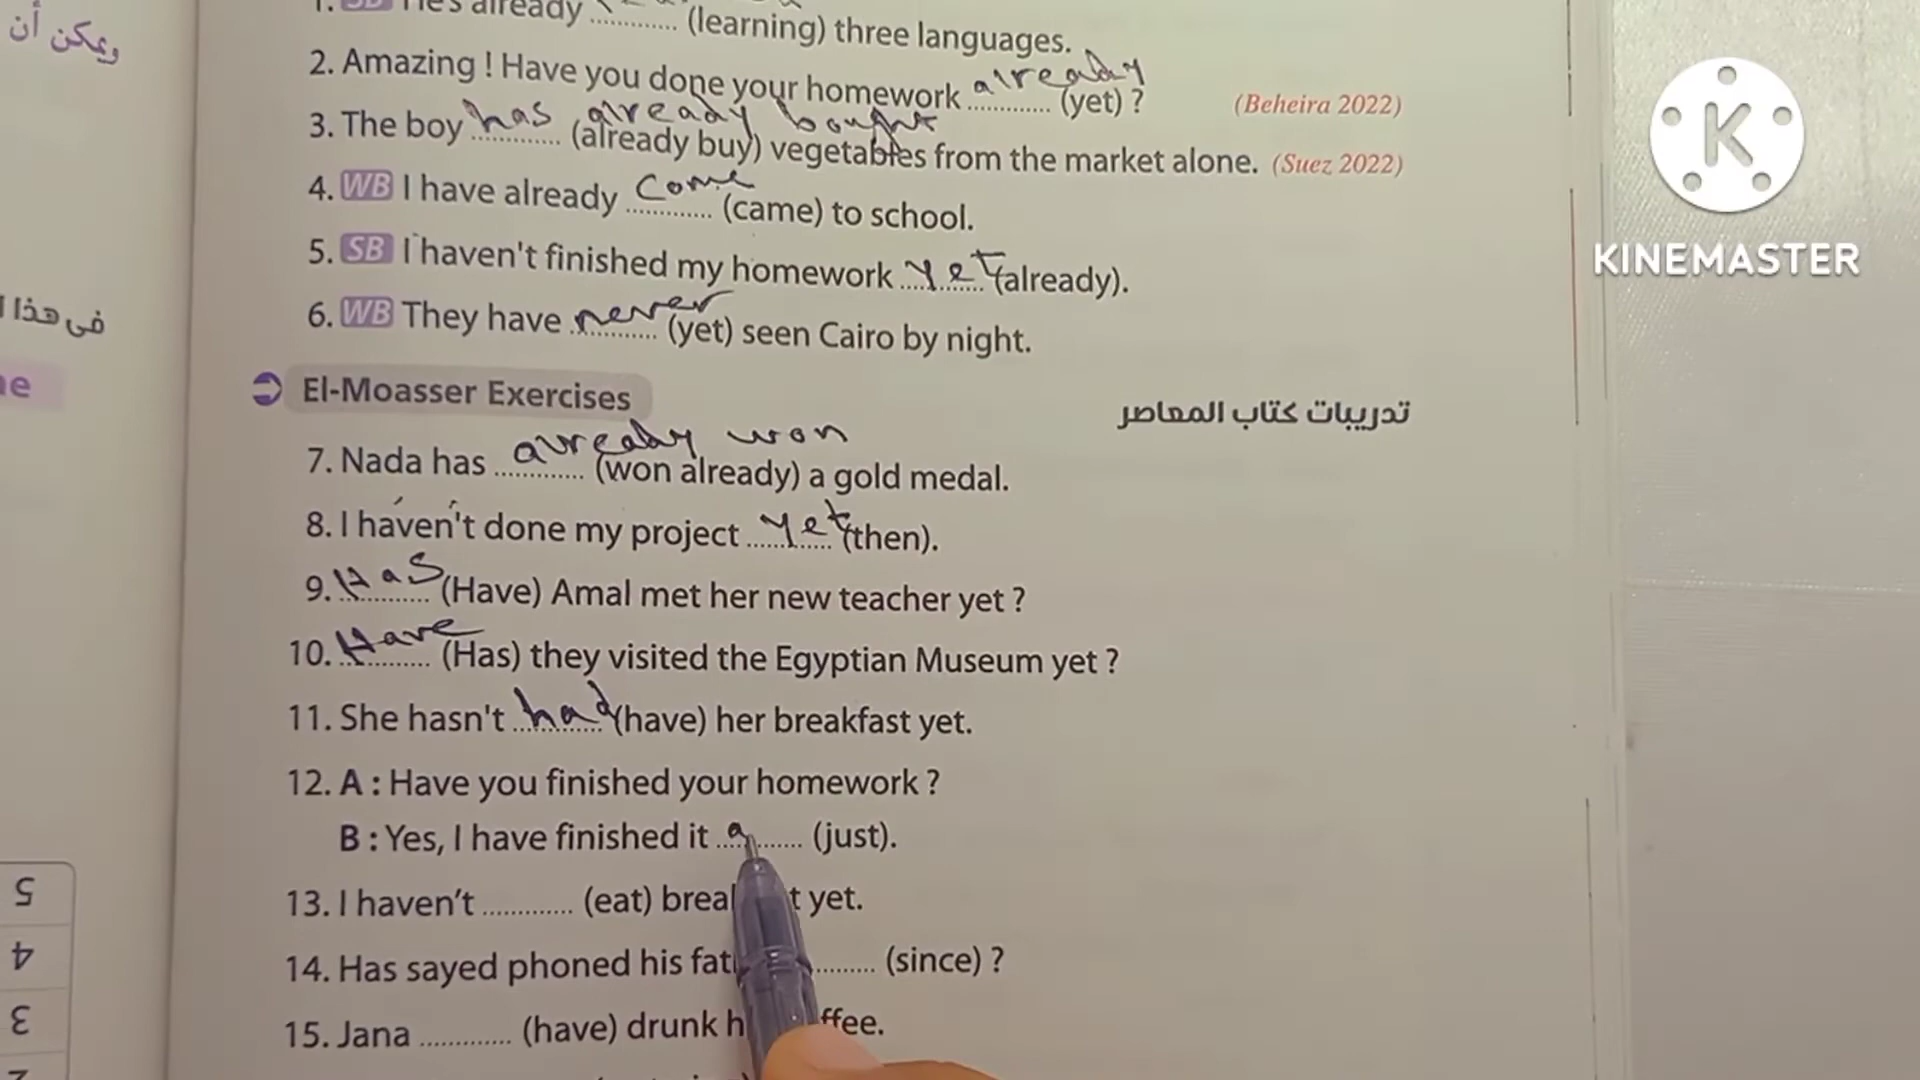 ويمكن أن
فى هذا ا
ne
5
4
3
1. SB He's already ............ (learning) three languages.
already
2. Amazing ! Have you done your homework ............ (yet) ? (Beheira 2022)
has already bought
3. The boy ............ (already buy) vegetables from the market alone. (Suez 2022)
4. WB I have already come (came) to school.
5. SB I haven't finished my homework yet (already).
6. WB They have never (yet) seen Cairo by night.
El-Moasser Exercises تدريبات كتاب المعاصر
already won
7. Nada has ............ (won already) a gold medal.
8. I haven't done my project yet (then).
9. Has (Have) Amal met her new teacher yet ?
10. Have (Has) they visited the Egyptian Museum yet ?
11. She hasn't had (have) her breakfast yet.
12. A : Have you finished your homework ?
B : Yes, I have finished it a ............ (just).
13. I haven't ............ (eat) yet.
14. Has sayed phoned his ............ (since) ?
15. Jana ............ (have) drunk
K
KINEMASTER